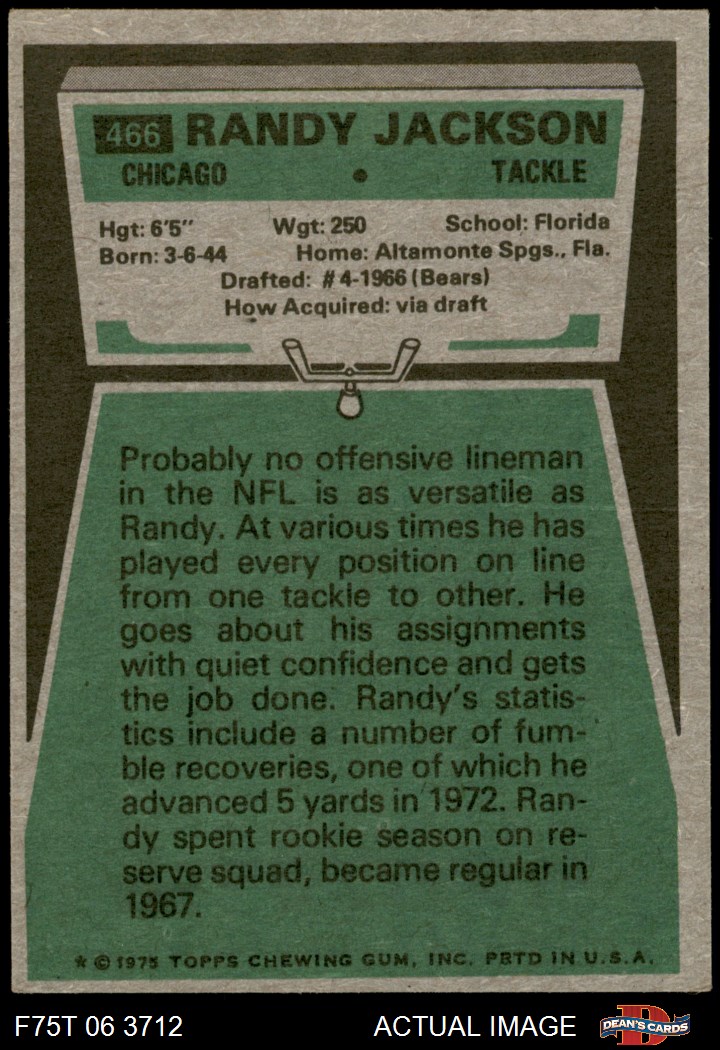 466 RANDY JACKSON
CHICAGO • TACKLE
Hgt: 6'5" Wgt: 250 School: Florida
Born: 3-6-44 Home: Altamonte Spgs., Fla.
Drafted: #4-1966 (Bears)
How Acquired: via draft
Probably no offensive lineman
in the NFL is as versatile as
Randy. At various times he has
played every position on line
from one tackle to other. He
goes about his assignments
with quiet confidence and gets
the job done. Randy's statis-
tics include a number of fum-
ble recoveries, one of which he
advanced 5 yards in 1972. Ran-
dy spent rookie season on re-
serve squad, became regular in
1967.
* © 1975 TOPPS CHEWING GUM, INC. PRTD IN U.S.A.
F75T 06 3712 ACTUAL IMAGE D DEAN'S CARDS